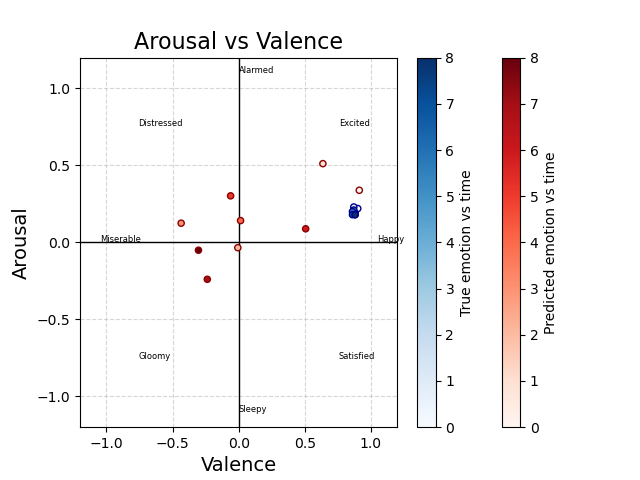 Arousal vs Valence
Alarmed
Distressed
Excited
Miserable
Happy
Gloomy
Satisfied
Sleepy
1.0
0.5
0.0
−0.5
−1.0
Arousal
−1.0
−0.5
0.0
0.5
1.0
Valence
8
7
6
5
4
3
2
1
0
True emotion vs time
8
7
6
5
4
3
2
1
0
Predicted emotion vs time